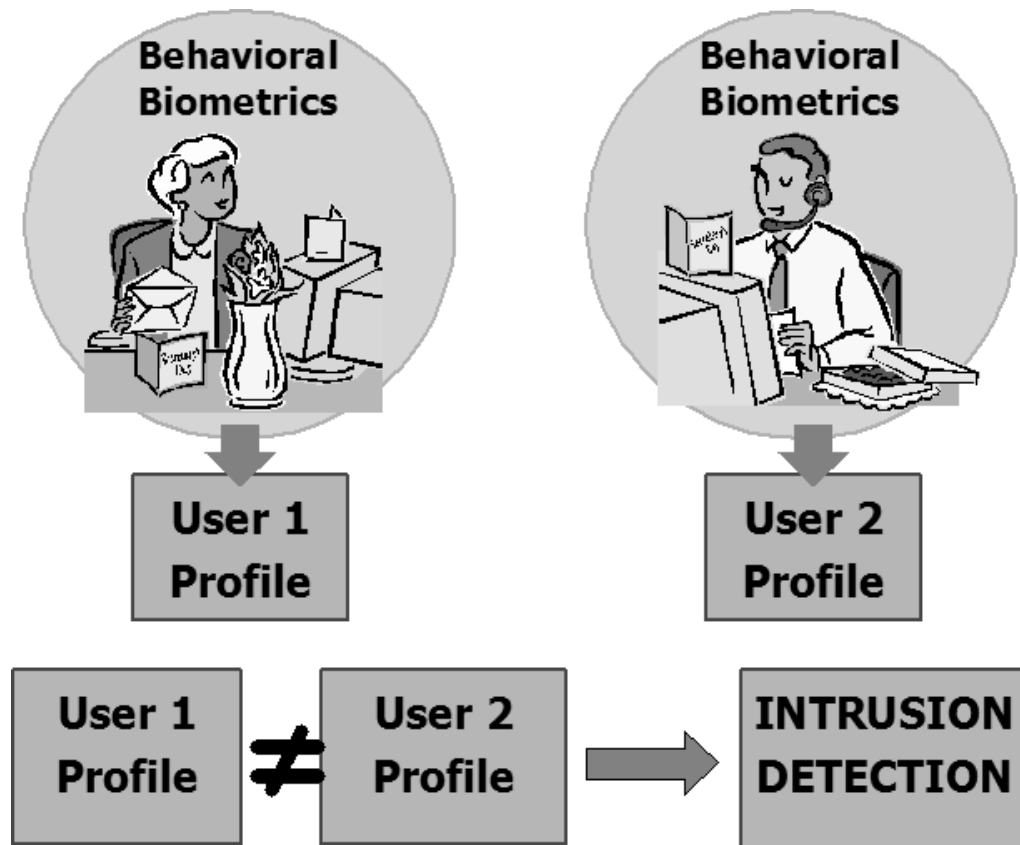 Behavioral
Biometrics
Behavioral
Biometrics
User 1
Profile
User 2
Profile
User 1
Profile
≠
User 2
Profile
INTRUSION
DETECTION